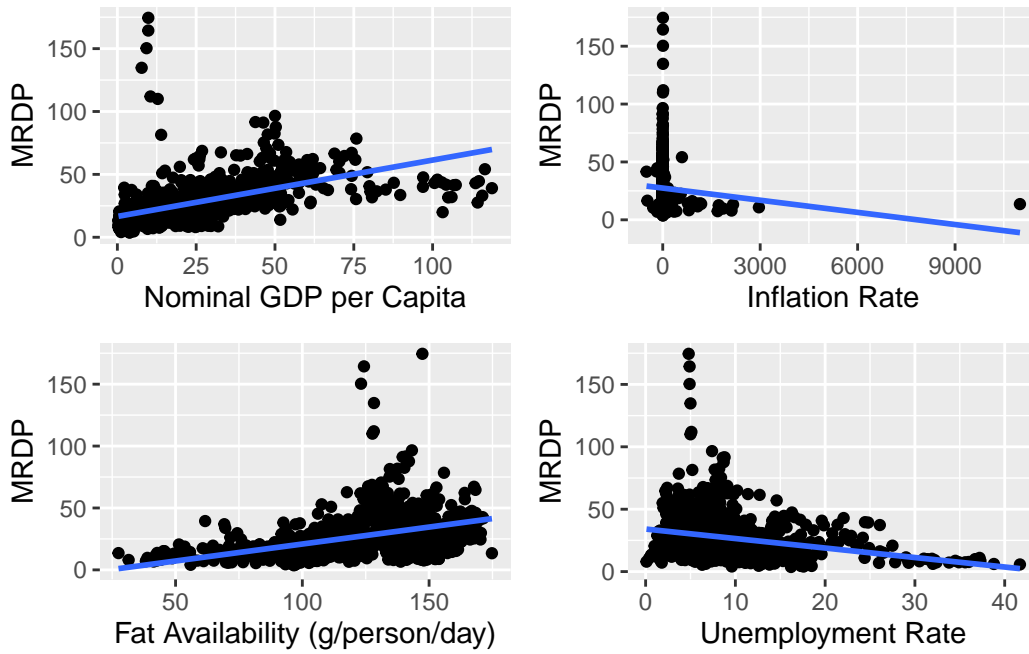 MRDP
150
100
50
0
0 25 50 75 100
Nominal GDP per Capita
MRDP
150
100
50
0
0 3000 6000 9000
Inflation Rate
MRDP
150
100
50
0
50 100 150
Fat Availability (g/person/day)
MRDP
150
100
50
0
0 10 20 30 40
Unemployment Rate